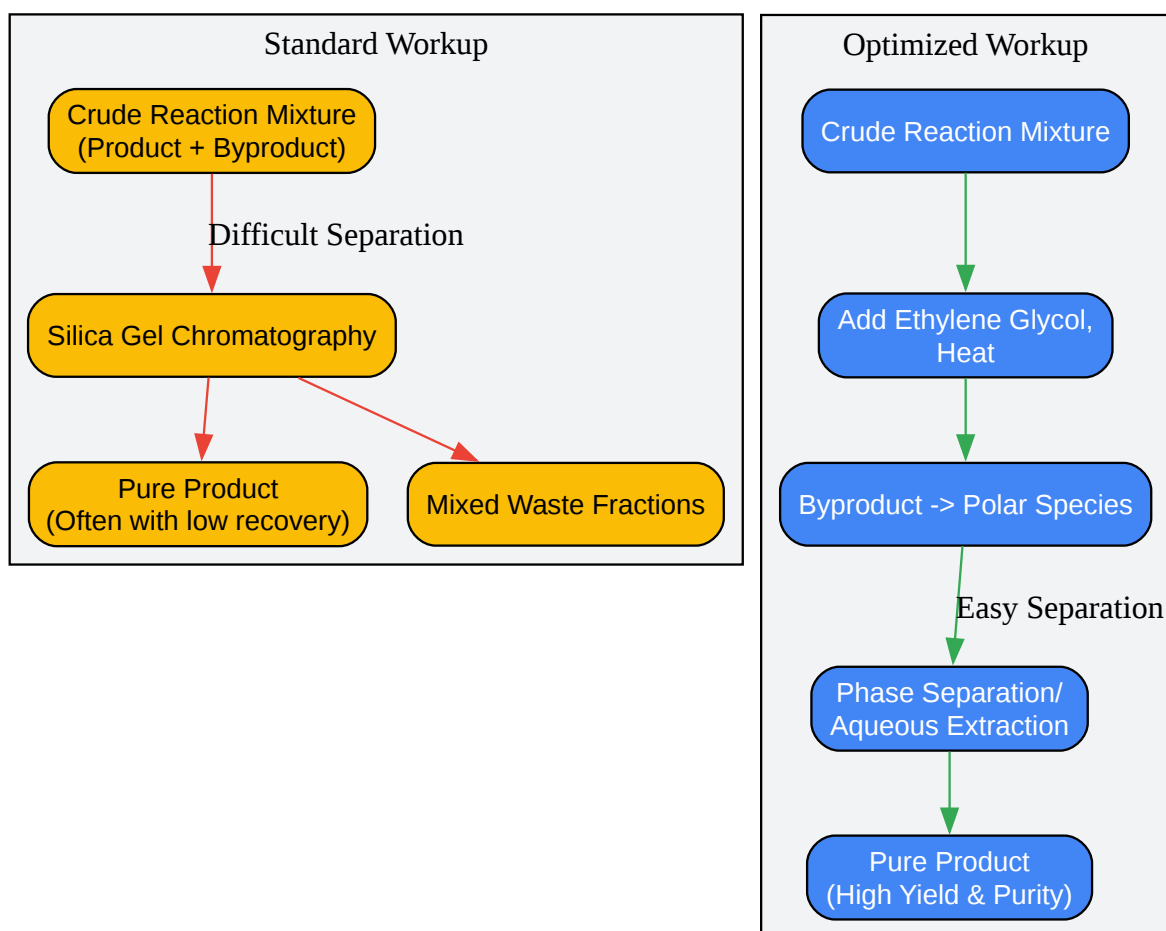 Standard Workup
Crude Reaction Mixture
(Product + Byproduct)
Difficult Separation
Silica Gel Chromatography
Pure Product
(Often with low recovery)
Mixed Waste Fractions
Optimized Workup
Crude Reaction Mixture
Add Ethylene Glycol,
Heat
Byproduct -> Polar Species
Easy Separation
Phase Separation/
Aqueous Extraction
Pure Product
(High Yield & Purity)